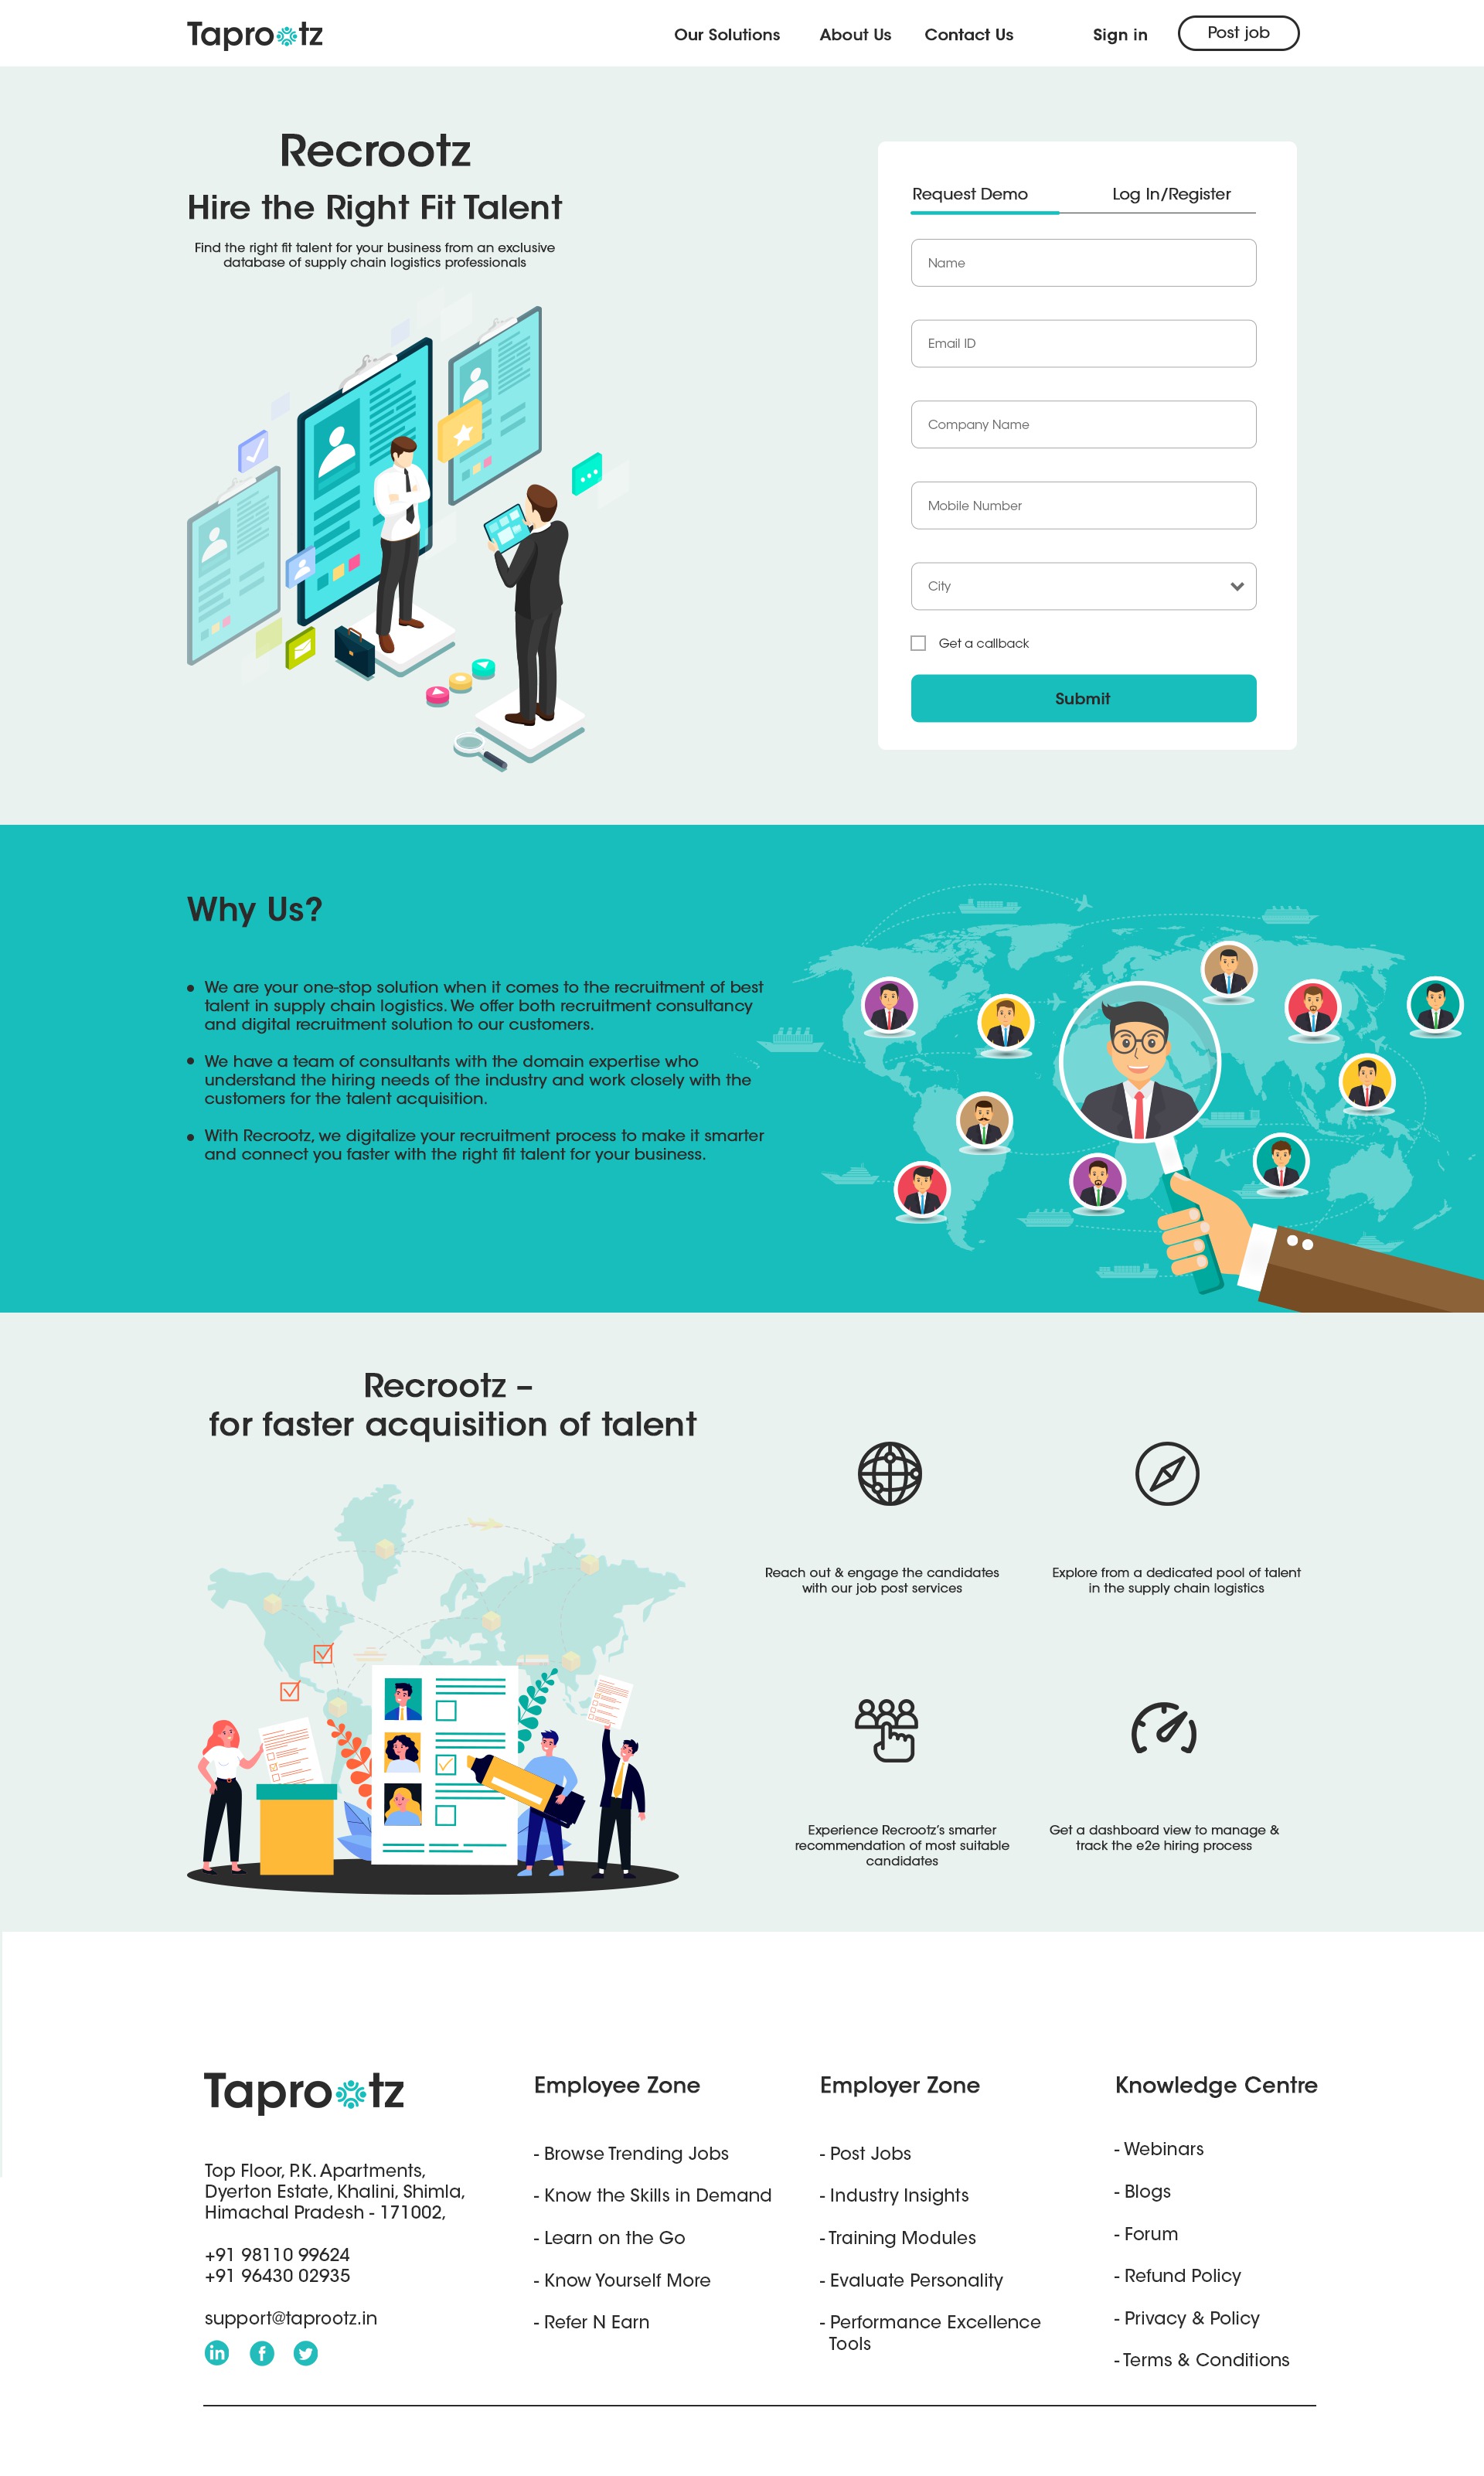 Taprootz
Our Solutions
About Us
Contact Us
Sign in
Post job
Recrootz
Hire the Right Fit Talent
Find the right fit talent for your business from an exclusive
database of supply chain logistics professionals
Request Demo
Log In/Register
Name
Email ID
Company Name
Mobile Number
City
Get a callback
Submit
Why Us?
We are your one-stop solution when it comes to the recruitment of best
talent in supply chain logistics. We offer both recruitment consultancy
and digital recruitment solution to our customers.
We have a team of consultants with the domain expertise who
understand the hiring needs of the industry and work closely with the
customers for the talent acquisition.
With Recrootz, we digitalize your recruitment process to make it smarter
and connect you faster with the right fit talent for your business.
Recrootz –
for faster acquisition of talent
Reach out & engage the candidates
with our job post services
Explore from a dedicated pool of talent
in the supply chain logistics
Experience Recrootz's smarter
recommendation of most suitable
candidates
Get a dashboard view to manage &
track the e2e hiring process
Taprootz
Top Floor, P.K. Apartments,
Dyerton Estate, Khalini, Shimla,
Himachal Pradesh - 171002,
+91 98110 99624
+91 96430 02935
support@taprootz.in
Employee Zone
- Browse Trending Jobs
- Know the Skills in Demand
- Learn on the Go
- Know Yourself More
- Refer N Earn
Employer Zone
- Post Jobs
- Industry Insights
- Training Modules
- Evaluate Personality
- Performance Excellence
Tools
Knowledge Centre
- Webinars
- Blogs
- Forum
- Refund Policy
- Privacy & Policy
- Terms & Conditions